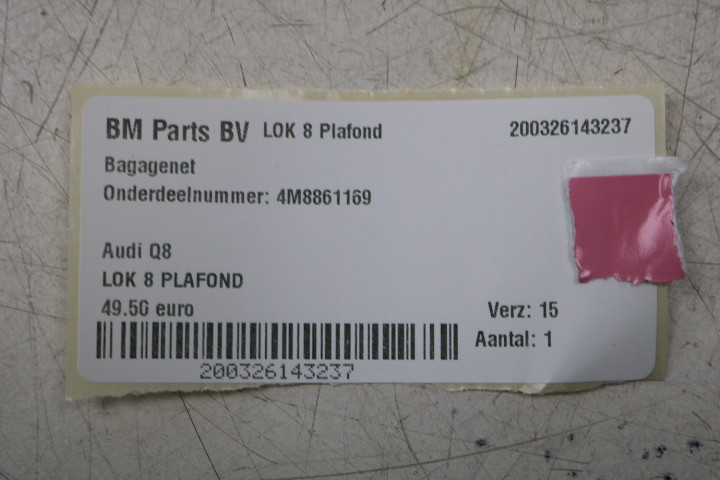 BM Parts BV LOK 8 Plafond 200326143237
Bagagenet
Onderdeelnummer: 4M8861169
Audi Q8
LOK 8 PLAFOND
49.50 euro
Verz: 15
Aantal: 1
200326143237